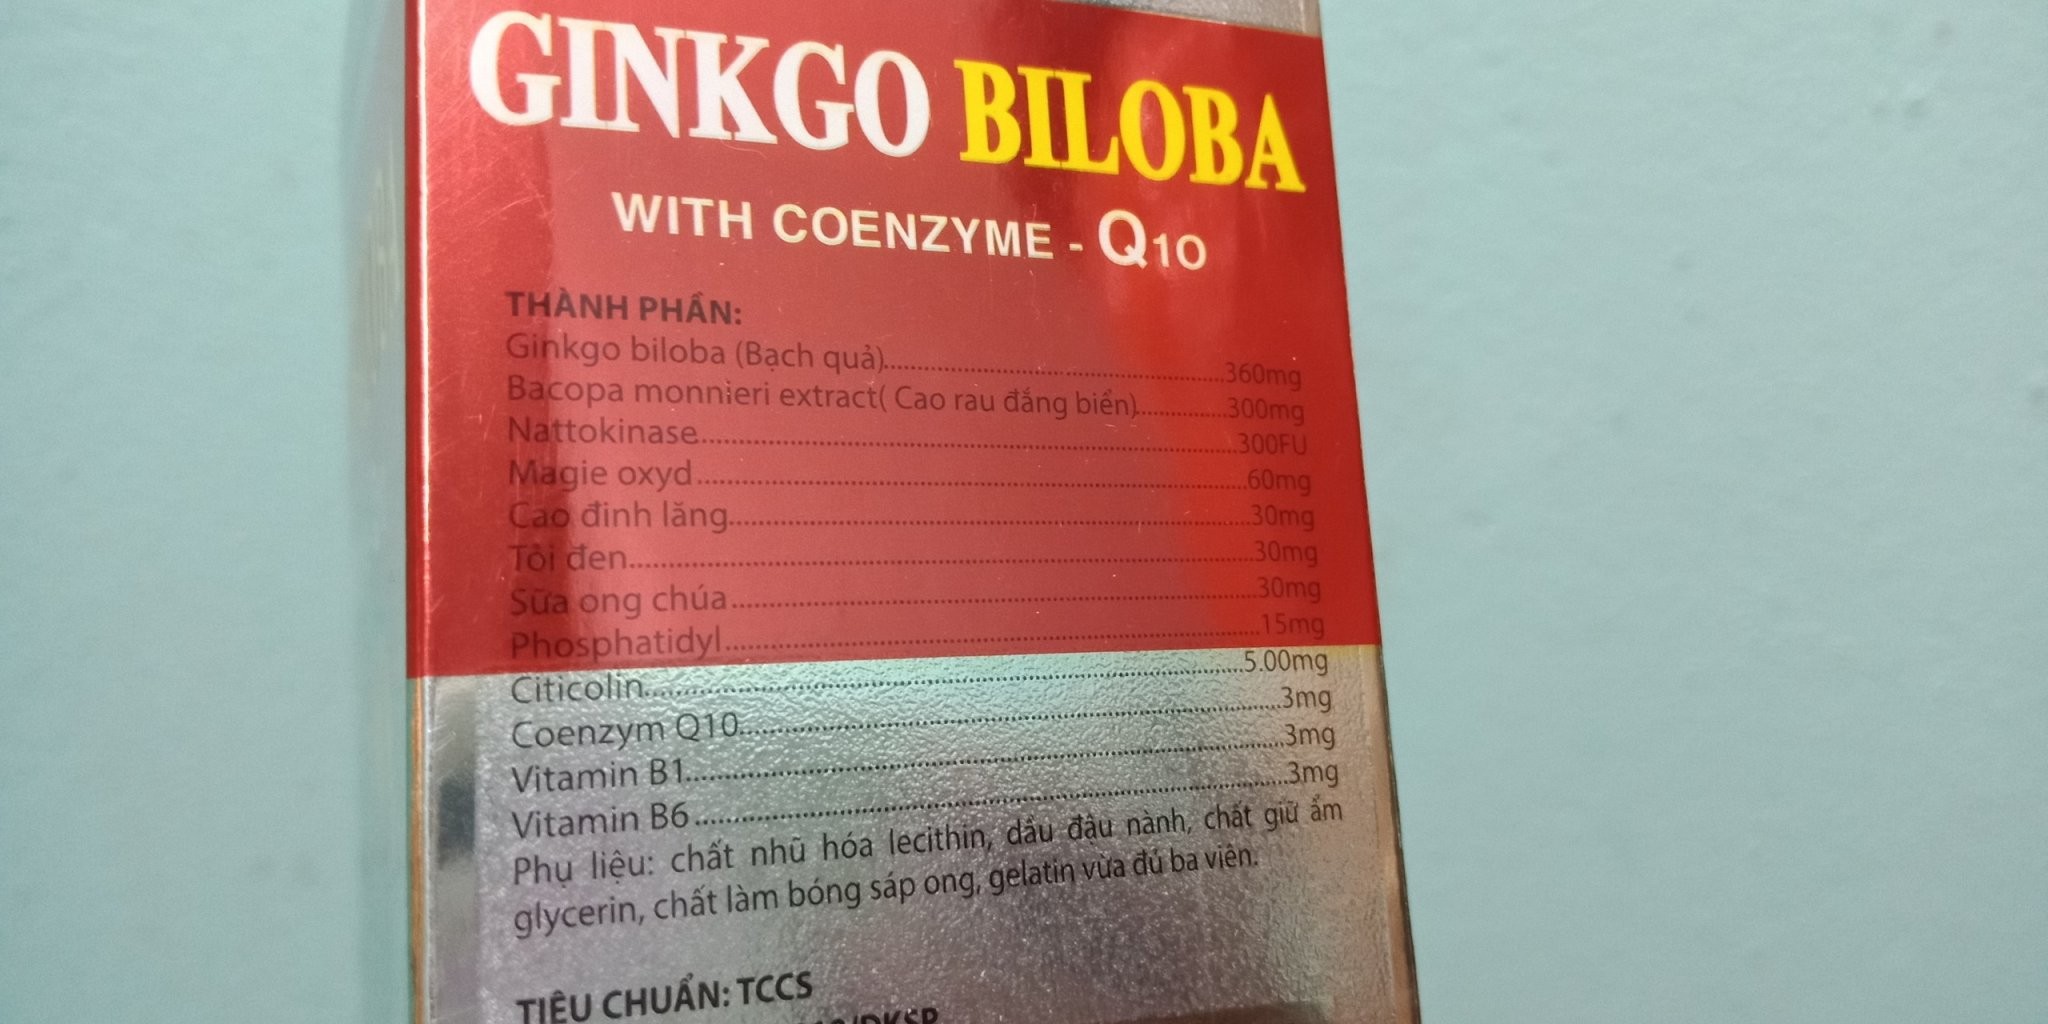 GINKGO BILOBA
WITH COENZYME - Q10
THÀNH PHẦN:
Ginkgo biloba (Bạch quả)..........360mg
Bacopa monnieri extract( Cao rau đắng biển)..........300mg
Nattokinase..........300FU
Magie oxyd..........60mg
Cao đinh lăng..........30mg
Tỏi đen..........30mg
Sữa ong chúa..........30mg
Phosphatidyl..........15mg
Citicolin..........5.00mg
Coenzym Q10..........3mg
Vitamin B1..........3mg
Vitamin B6..........3mg
Phụ liệu: chất nhũ hóa lecithin, dầu đậu nành, chất giữ ẩm
glycerin, chất làm bóng sáp ong, gelatin vừa đủ ba viên.
TIÊU CHUẨN: TCCS